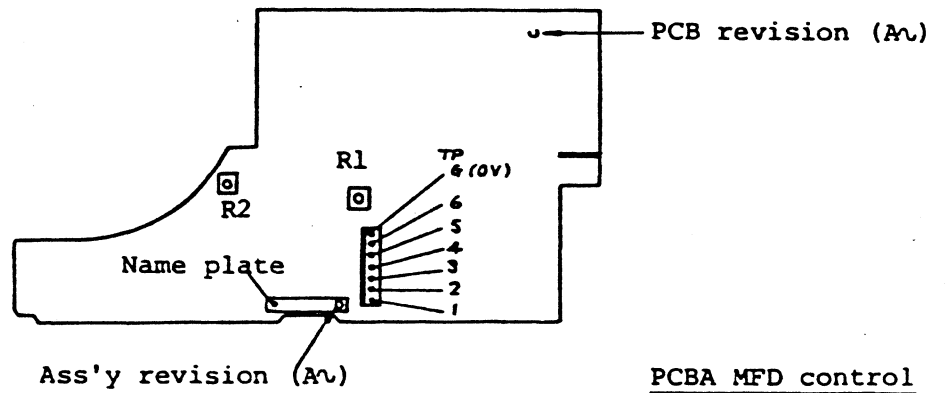 PCB revision (A~)
TP
G (0V)
R1
6
R2
5
4
3
Name plate
2
1
Ass'y revision (A~)
PCBA MFD control